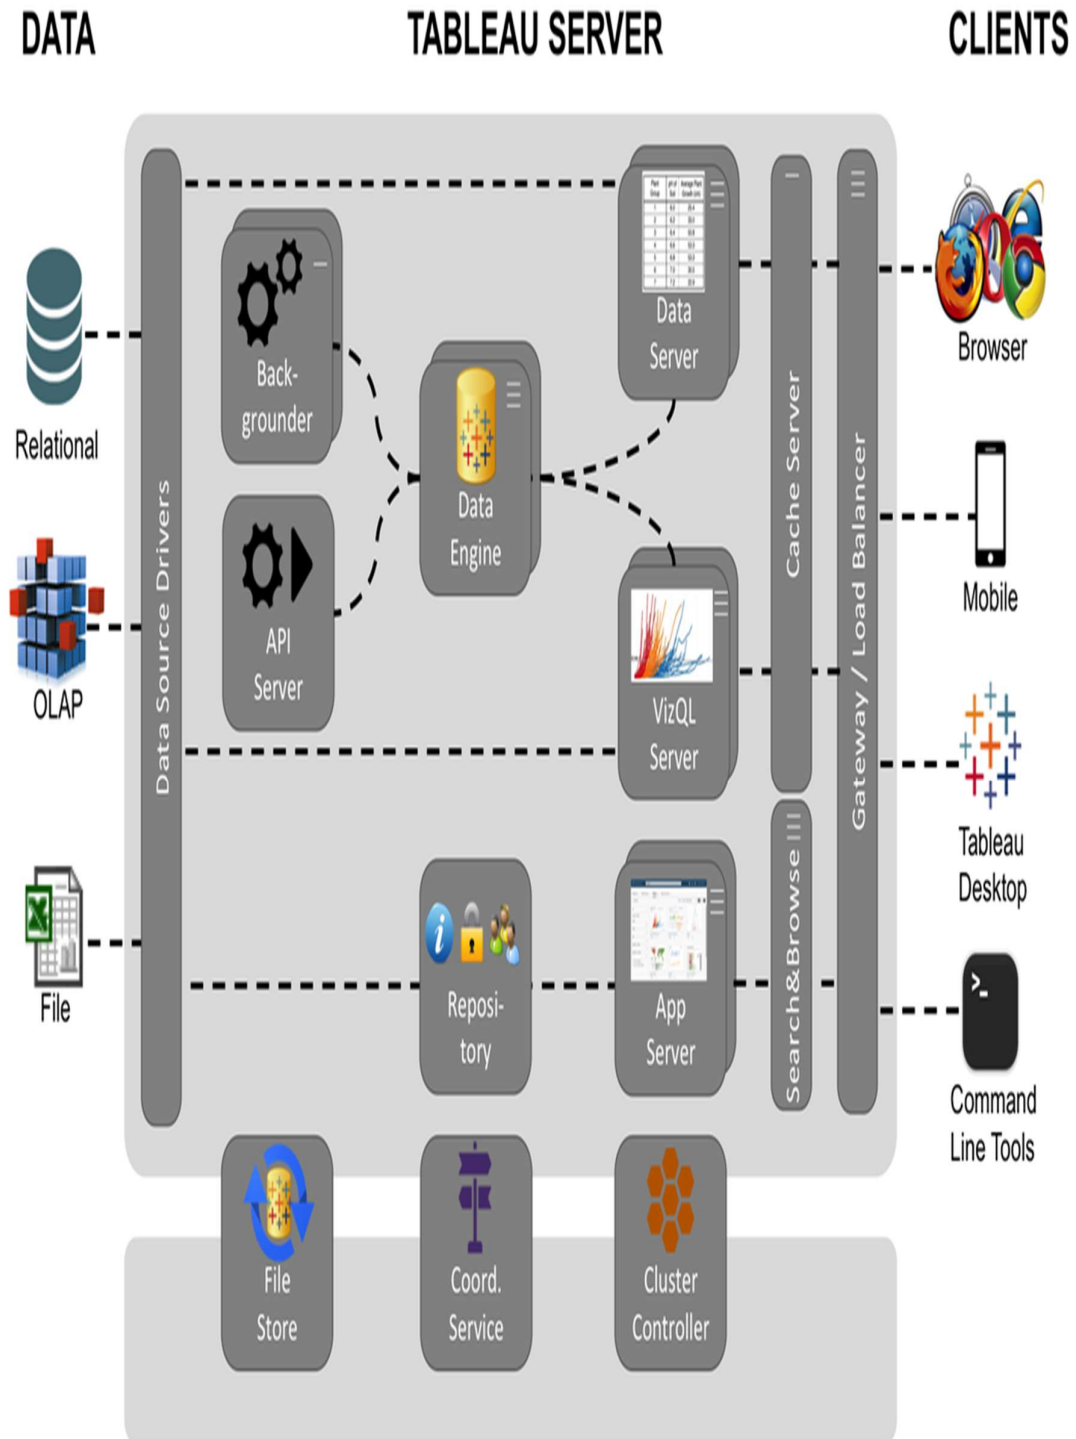 DATA
TABLEAU SERVER
CLIENTS
Relational
OLAP
File
Data Source Drivers
Back-
grounder
API
Server
Data
Engine
Data
Server
VizQL
Server
Reposi-
tory
App
Server
Cache Server
Search&Browse
Gateway / Load Balancer
Browser
Mobile
Tableau
Desktop
Command
Line Tools
File
Store
Coord.
Service
Cluster
Controller